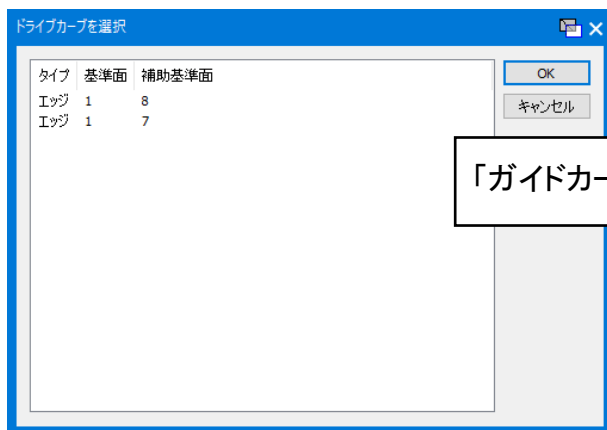 ドライブカーブを選択
タイプ 基準面 補助基準面
エッジ 1 8
エッジ 1 7
OK
キャンセル
「ガイドカー